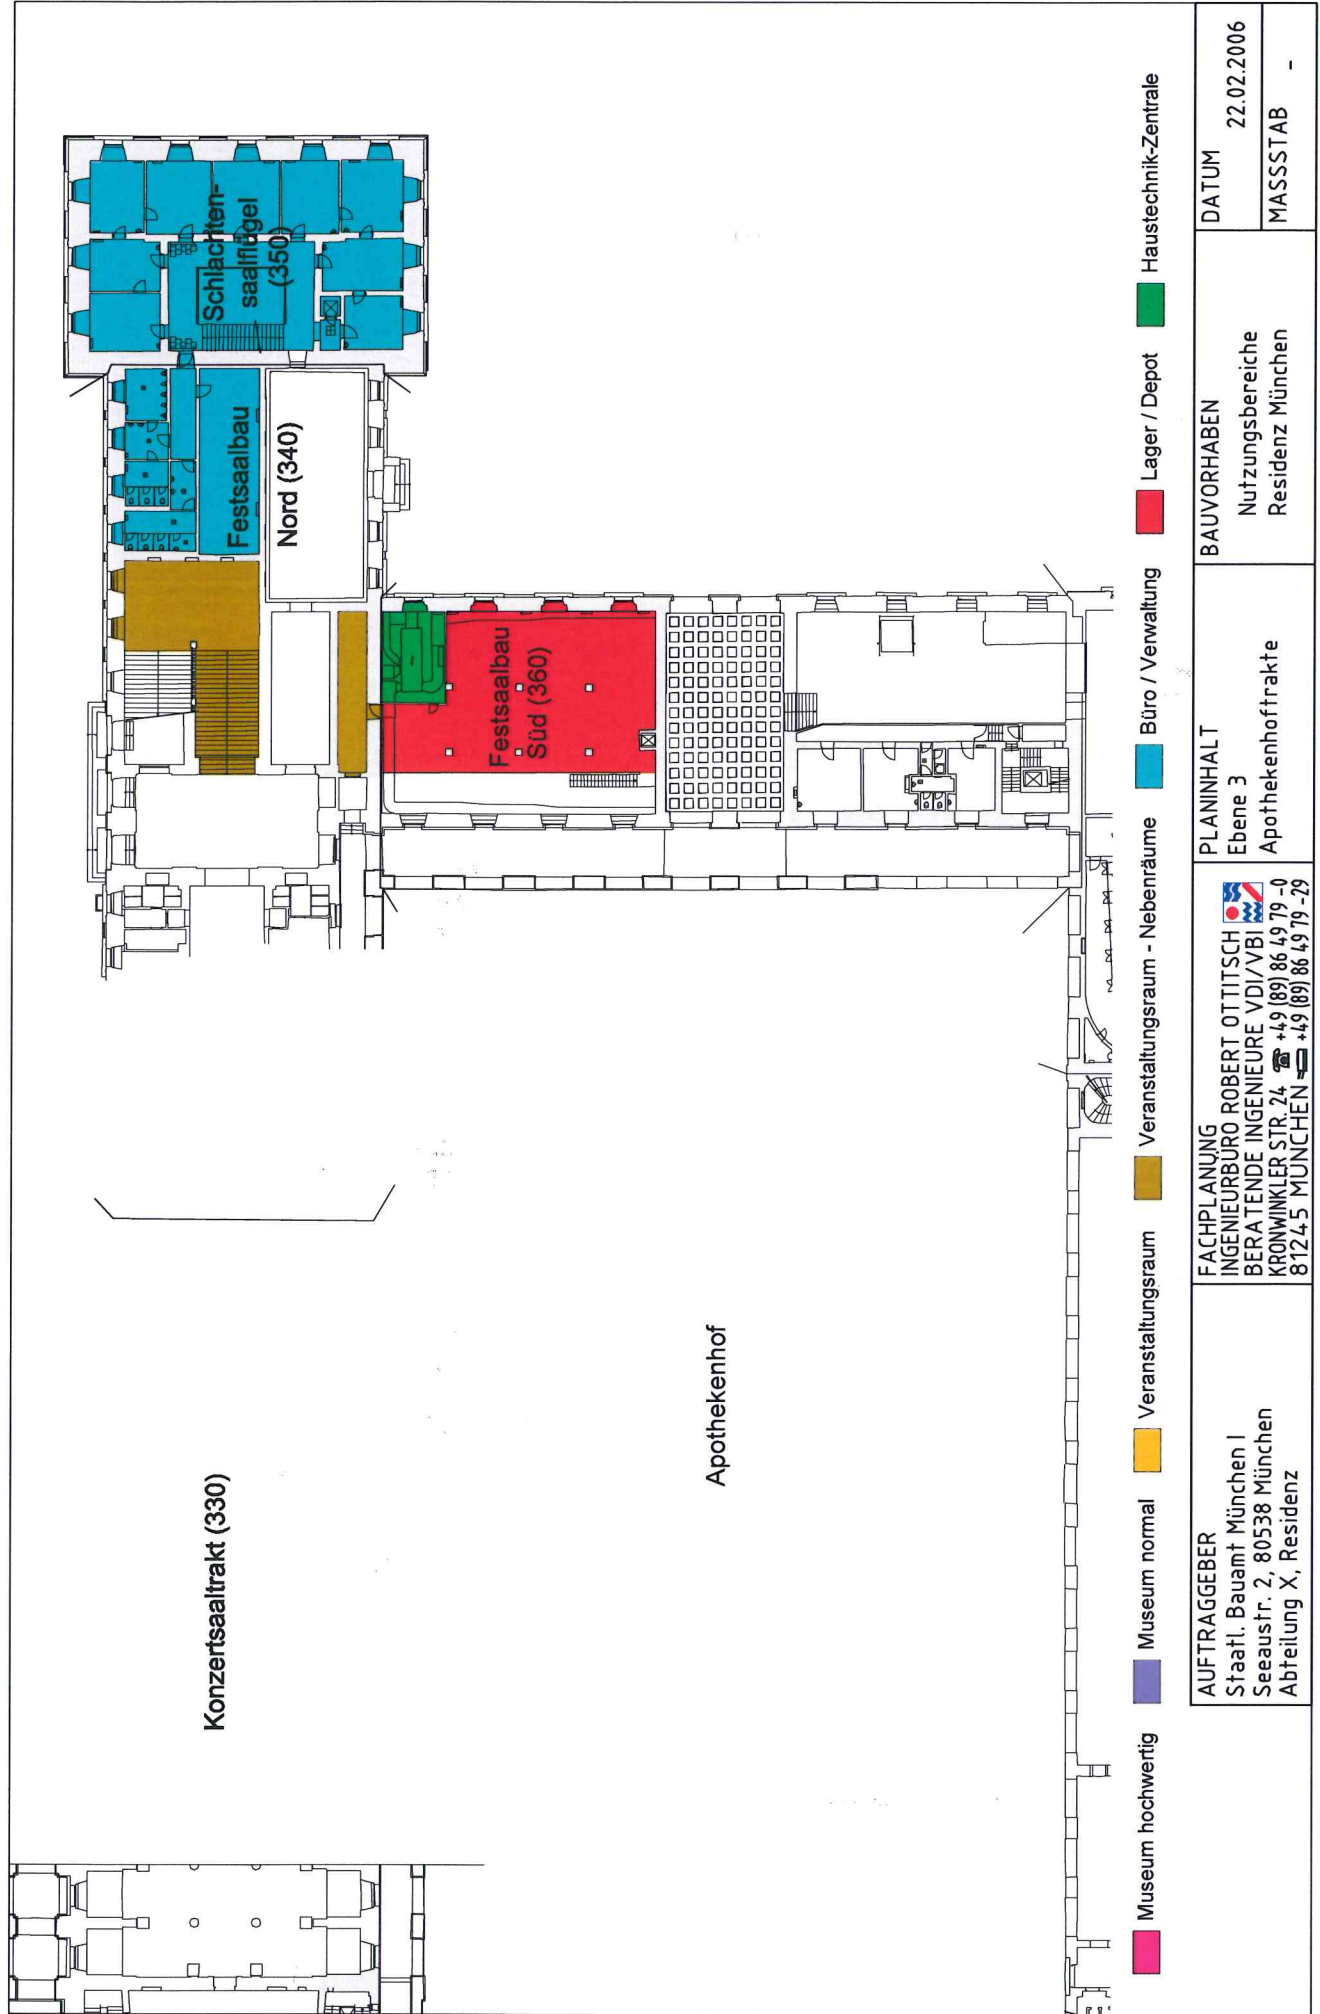 Konzertsaaltrakt (330)
Festsaalbau
Nord (340)
Schlachten-
saalflügel
(350)
Festsaalbau
Süd (360)
Apothekenhof
Museum hochwertig
Museum normal
Veranstaltungsraum
Veranstaltungsraum - Nebenräume
Büro / Verwaltung
Lager / Depot
Haustechnik-Zentrale
AUFTRAGGEBER
Staatl. Bauamt München I
Seeaustr. 2, 80538 München
Abteilung X, Residenz
FACHPLANUNG
INGENIEURBÜRO ROBERT OTTITSCH
BERATENDE INGENIEURE VDI/VBI
KRONWINKLER STR. 24 ☎ +49 (89) 86 49 79 -0
81245 MÜNCHEN +49 (89) 86 49 79 -29
PLANINHALT
Ebene 3
Apothekenhoftrakte
BAUVORHABEN
Nutzungsbereiche
Residenz München
DATUM
22.02.2006
MASSSTAB -